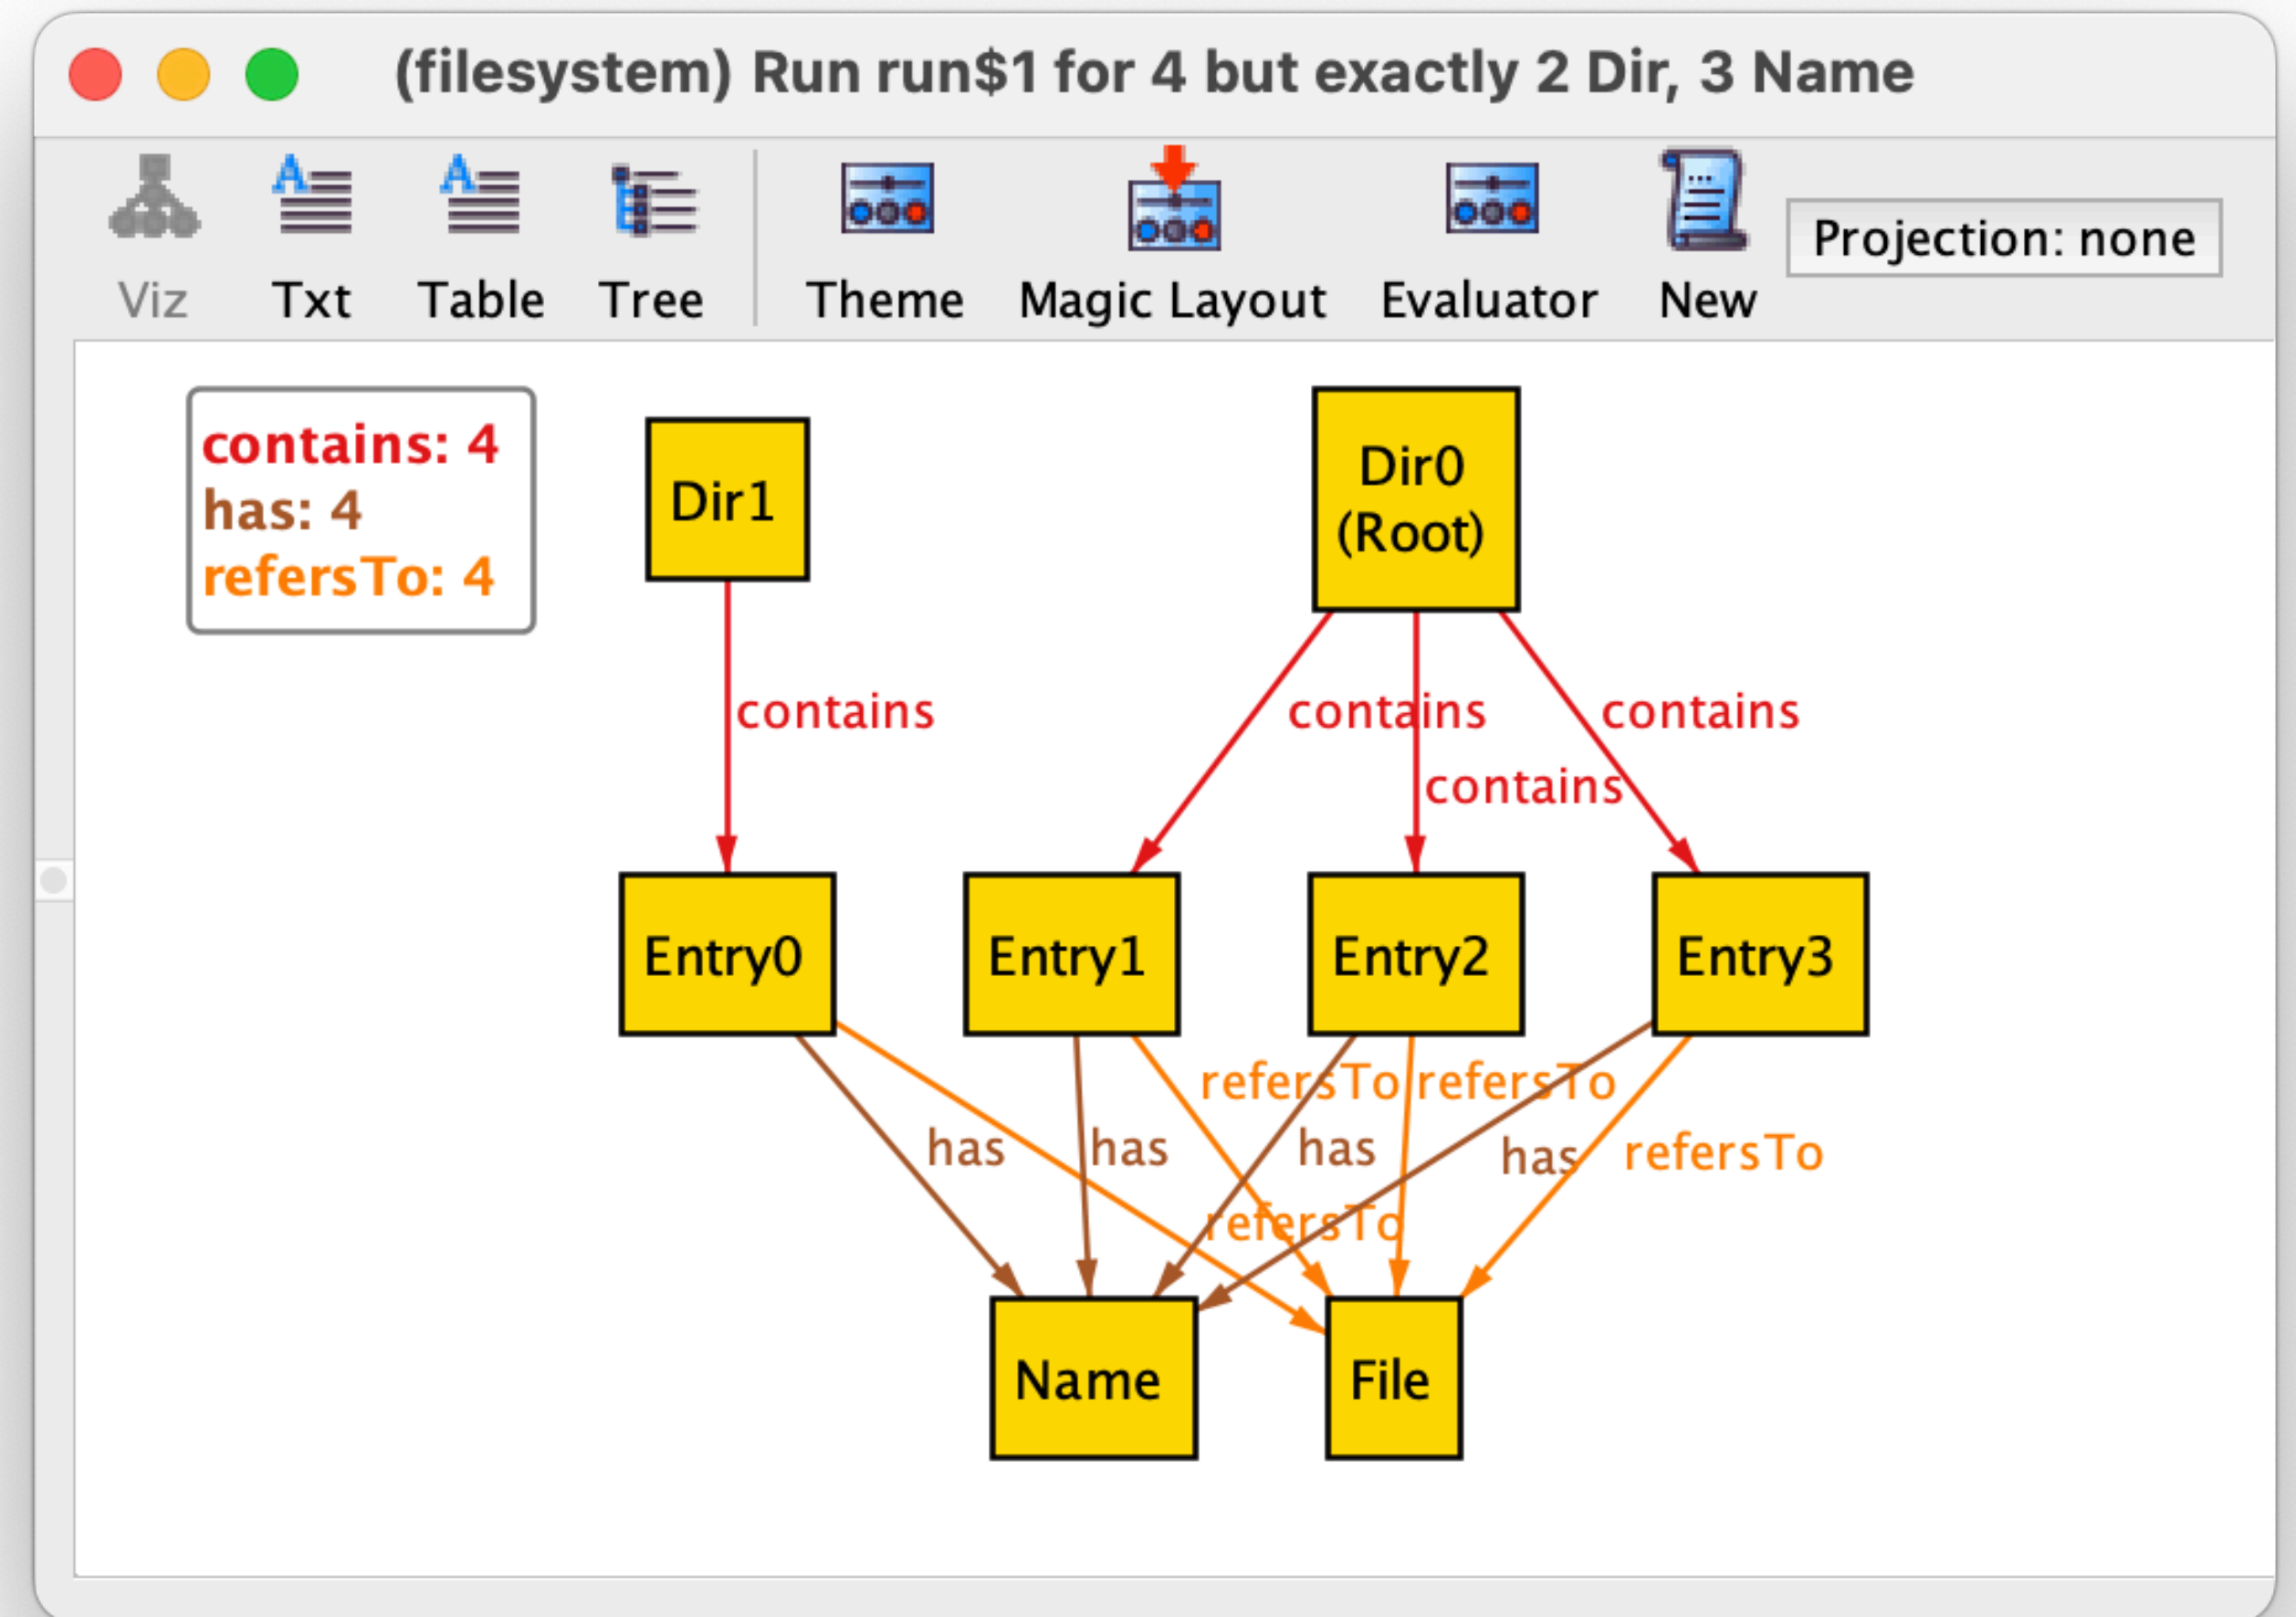 (filesystem) Run run$1 for 4 but exactly 2 Dir, 3 Name
Viz Txt Table Tree Theme Magic Layout Evaluator New Projection: none
contains: 4
has: 4
refersTo: 4
Dir1
Dir0
(Root)
contains
contains
contains
contains
Entry0
Entry1
Entry2
Entry3
refersTo
refersTo
has
has
has
has
refersTo
refersTo
Name
File